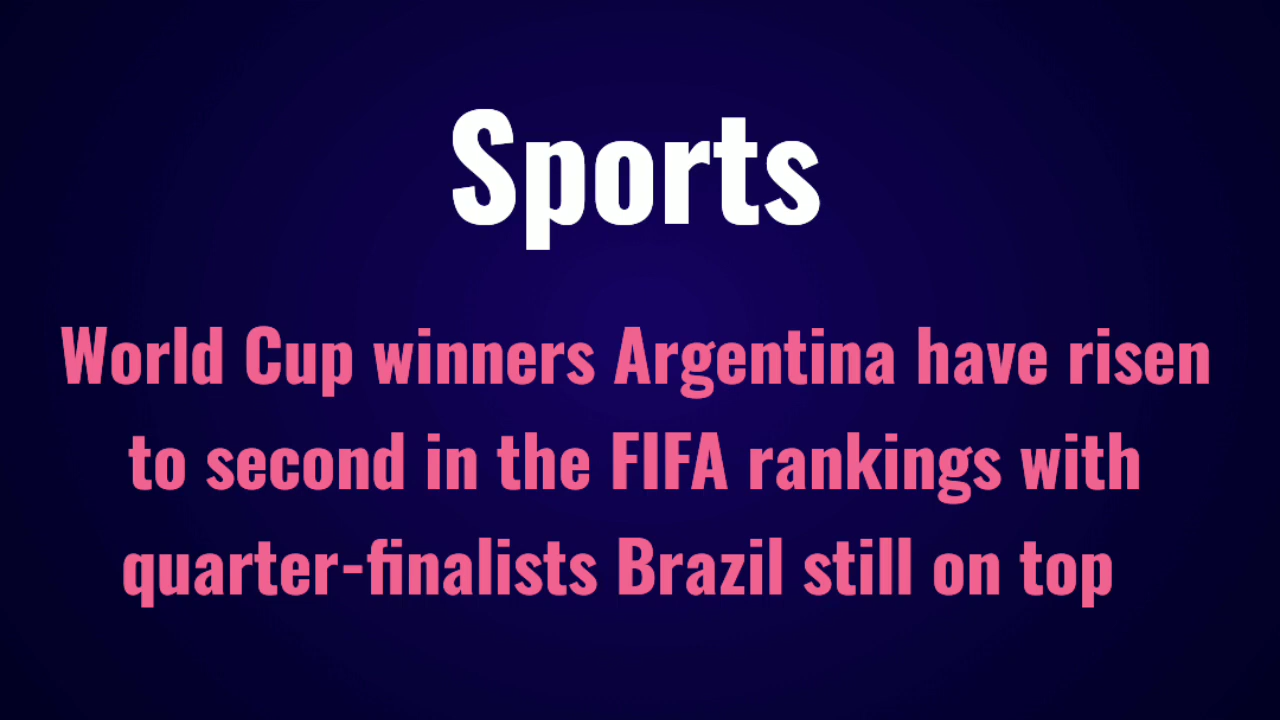 Sports
World Cup winners Argentina have risen
to second in the FIFA rankings with
quarter-finalists Brazil still on top